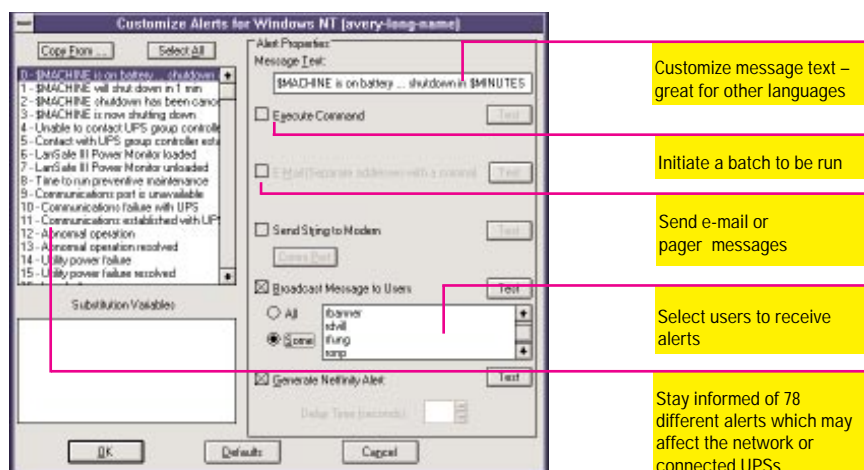 Customize Alerts for Windows NT (avery-long-name)
Copy From ...
Select All
0 - $MACHINE is on battery ... shutdown
1 - $MACHINE will shut down in 1 min
2 - $MACHINE shutdown has been cance
3 - $MACHINE is now shutting down
4 - Unable to contact UPS group controlle
5 - Contact with UPS group controller esta
6 - LanSafe III Power Monitor loaded
7 - LanSafe III Power Monitor unloaded
8 - Time to run preventive maintenance
9 - Communications port is unavailable
10 - Communications failure with UPS
11 - Communications established with UPS
12 - Abnormal operation
13 - Abnormal operation resolved
14 - Utility power failure
15 - Utility power failure resolved
Substitution Variables
Alert Properties
Message Text:
$MACHINE is on battery ... shutdown in $MINUTES
Execute Command
Test
E-Mail (Separate addresses with a comma)
Test
Send String to Modem
Test
Comm Port
Broadcast Message to Users
Test
All
Some
rbanner
rdvill
tfung
Generate Netfinity Alert
Test
Delay Time (seconds):
OK
Defaults
Cancel
Customize message text –
great for other languages
Initiate a batch to be run
Send e-mail or
pager messages
Select users to receive
alerts
Stay informed of 78
different alerts which may
affect the network or
connected UPSs